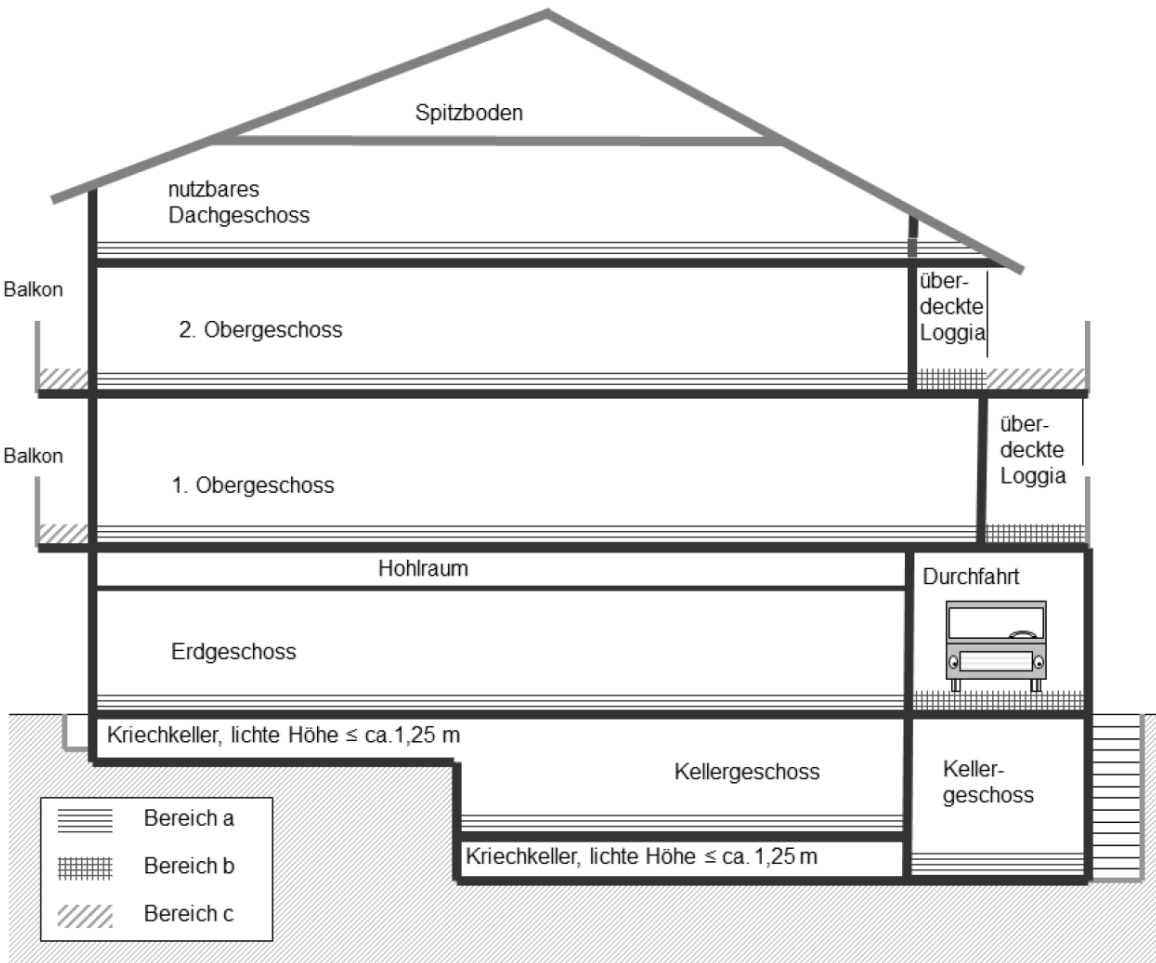 Spitzboden
nutzbares
Dachgeschoss
Balkon
2. Obergeschoss
über-
deckte
Loggia
Balkon
1. Obergeschoss
über-
deckte
Loggia
Hohlraum
Durchfahrt
Erdgeschoss
Kriechkeller, lichte Höhe ≤ ca.1,25 m
Kellergeschoss
Keller-
geschoss
Kriechkeller, lichte Höhe ≤ ca. 1,25 m
Bereich a
Bereich b
Bereich c